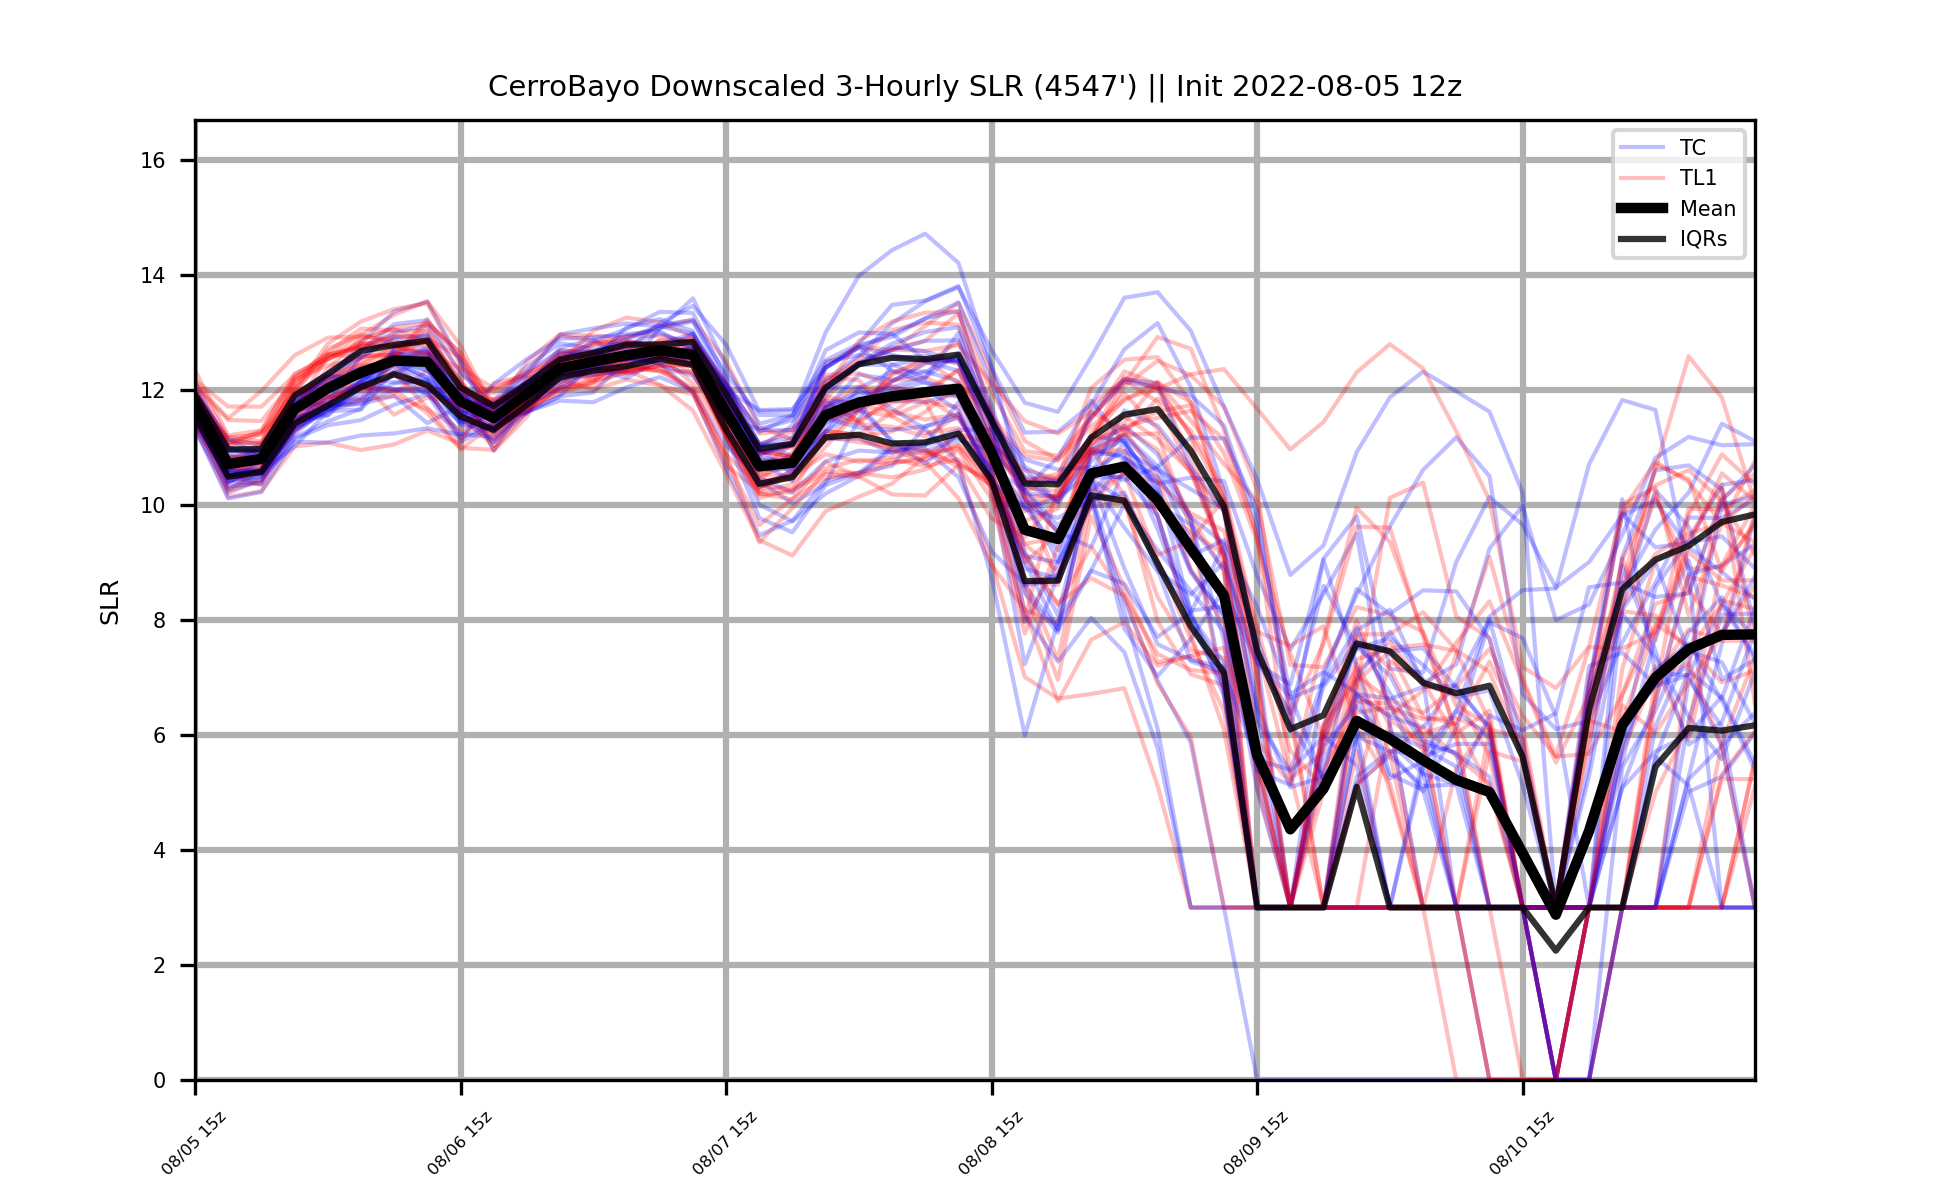 CerroBayo Downscaled 3-Hourly SLR (4547') || Init 2022-08-05 12z
TC
TL1
Mean
IQRs
SLR
16
14
12
10
8
6
4
2
0
08/05 15z
08/06 15z
08/07 15z
08/08 15z
08/09 15z
08/10 15z